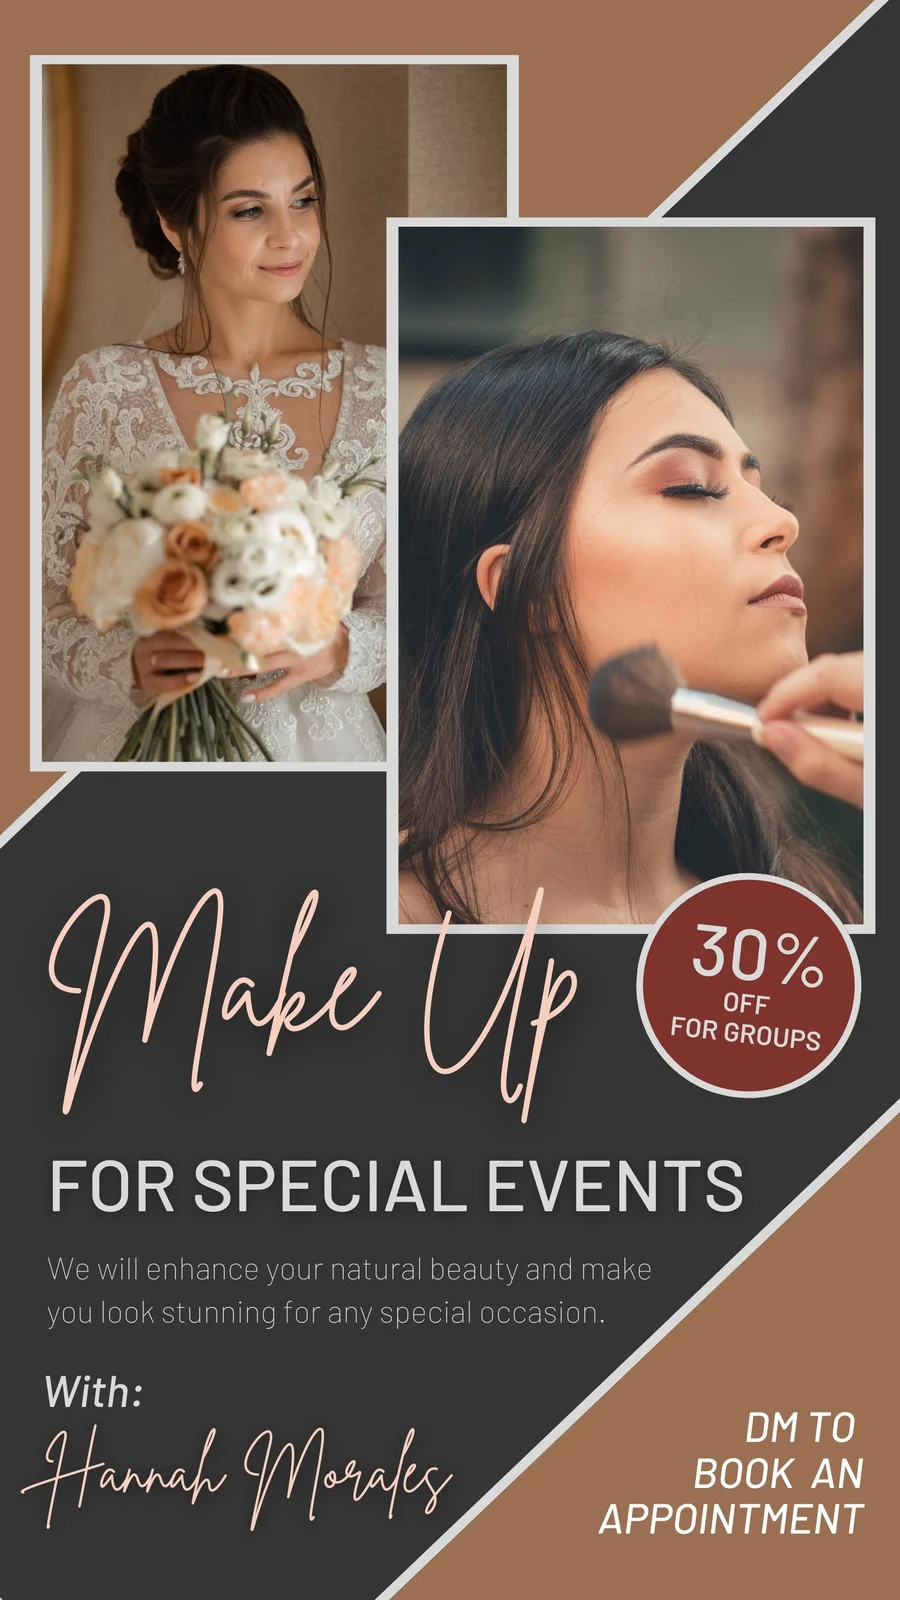 Make Up
30%
OFF
FOR GROUPS
FOR SPECIAL EVENTS
We will enhance your natural beauty and make
you look stunning for any special occasion.
With:
Hannah Morales
DM TO
BOOK AN
APPOINTMENT